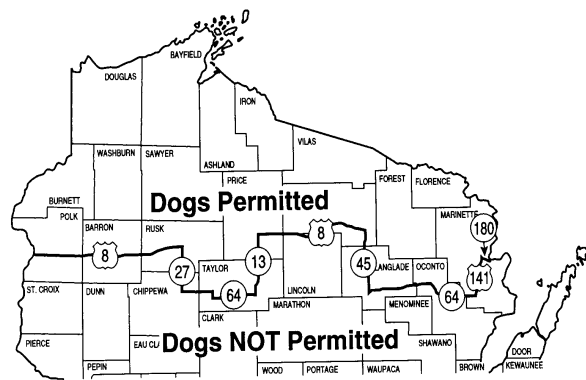 BAYFIELD
DOUGLAS
IRON
VILAS
WASHBURN
SAWYER
ASHLAND
PRICE
FOREST
FLORENCE
Dogs Permitted
BURNETT
POLK
BARRON
RUSK
MARINETTE
180
8
8
27
TAYLOR
13
45
LANGLADE
OCONTO
141
ST. CROIX
DUNN
CHIPPEWA
64
LINCOLN
MARATHON
MENOMINEE
64
CLARK
Dogs NOT Permitted
PIERCE
EAU CLA
SHAWANO
DOOR
PEPIN
WOOD
PORTAGE
WAUPACA
BROWN
KEWAUNEE